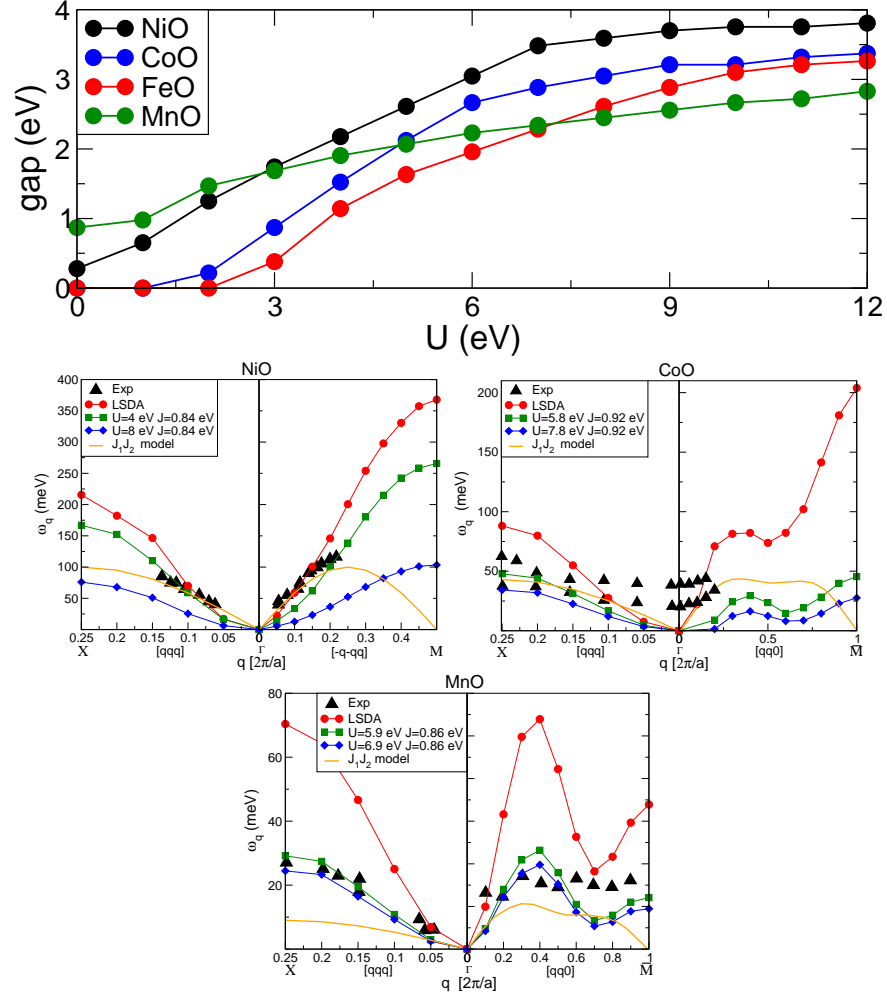 4
3
2
1
0
gap (eV)
NiO
CoO
FeO
MnO
0 3 6 9 12
U (eV)
NiO
400
350
300
250
200
150
100
50
0
ω_q (meV)
Exp
LSDA
U=4 eV J=0.84 eV
U=8 eV J=0.84 eV
J₁J₂ model
0.25 0.2 0.15 0.1 0.05 0 0.1 0.2 0.3 0.4
X [qqq] Γ [-q-qq] M
q [2π/a]
CoO
200
150
100
50
0
ω_q (meV)
Exp
LSDA
U=5.8 eV J=0.92 eV
U=7.8 eV J=0.92 eV
J₁J₂ model
0.25 0.2 0.15 0.1 0.05 0 0.5 1
X [qqq] Γ [qq0] M̄
q [2π/a]
MnO
80
60
40
20
0
ω_q (meV)
Exp
LSDA
U=5.9 eV J=0.86 eV
U=6.9 eV J=0.86 eV
J₁J₂ model
0.25 0.2 0.15 0.1 0.05 0 0.2 0.4 0.6 0.8 1
X [qqq] Γ [qq0] M̄
q [2π/a]